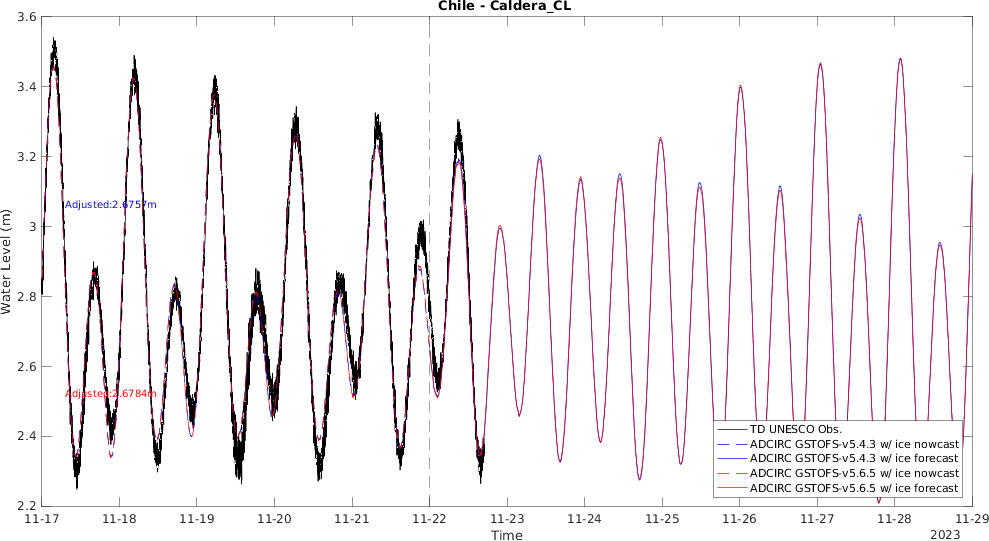 Chile - Caldera_CL
3.6
3.4
3.2
3
2.8
2.6
2.4
2.2
Water Level (m)
Adjusted:2.6757m
Adjusted:2.6784m
TD UNESCO Obs.
ADCIRC GSTOFS-v5.4.3 w/ ice nowcast
ADCIRC GSTOFS-v5.4.3 w/ ice forecast
ADCIRC GSTOFS-v5.6.5 w/ ice nowcast
ADCIRC GSTOFS-v5.6.5 w/ ice forecast
11-17 11-18 11-19 11-20 11-21 11-22 11-23 11-24 11-25 11-26 11-27 11-28 11-29
Time
2023